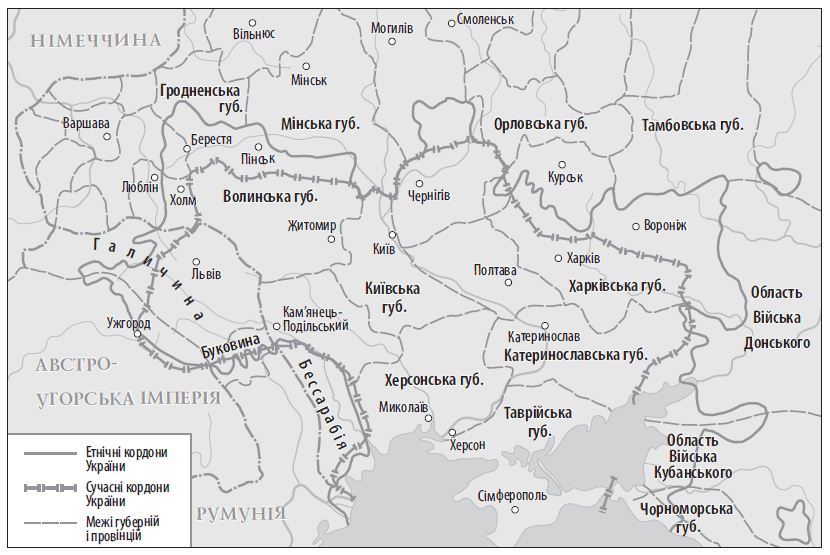 НІМЕЧЧИНА
Вільнюс
Могилів
Смоленськ
Мінськ
Гродненська
губ.
Мінська губ.
Орловська губ.
Тамбовська губ.
Варшава
Берестя
Пінськ
Курськ
Люблін
Холм
Волинська губ.
Чернігів
Житомир
Київ
Вороніж
Галичина
Львів
Полтава
Харків
Київська
губ.
Харківська губ.
Область
Війська
Донського
Ужгород
Кам'янець-
Подільський
Буковина
Катеринослав
Катеринославська губ.
АВСТРО-
УГОРСЬКА ІМПЕРІЯ
Бессарабія
Херсонська губ.
Миколаїв
Херсон
Таврійська
губ.
Область
Війська
Кубанського
Сімферополь
Чорноморська
губ.
РУМУНІЯ
Етнічні кордони
України
Сучасні кордони
України
Межі губерній
і провінцій